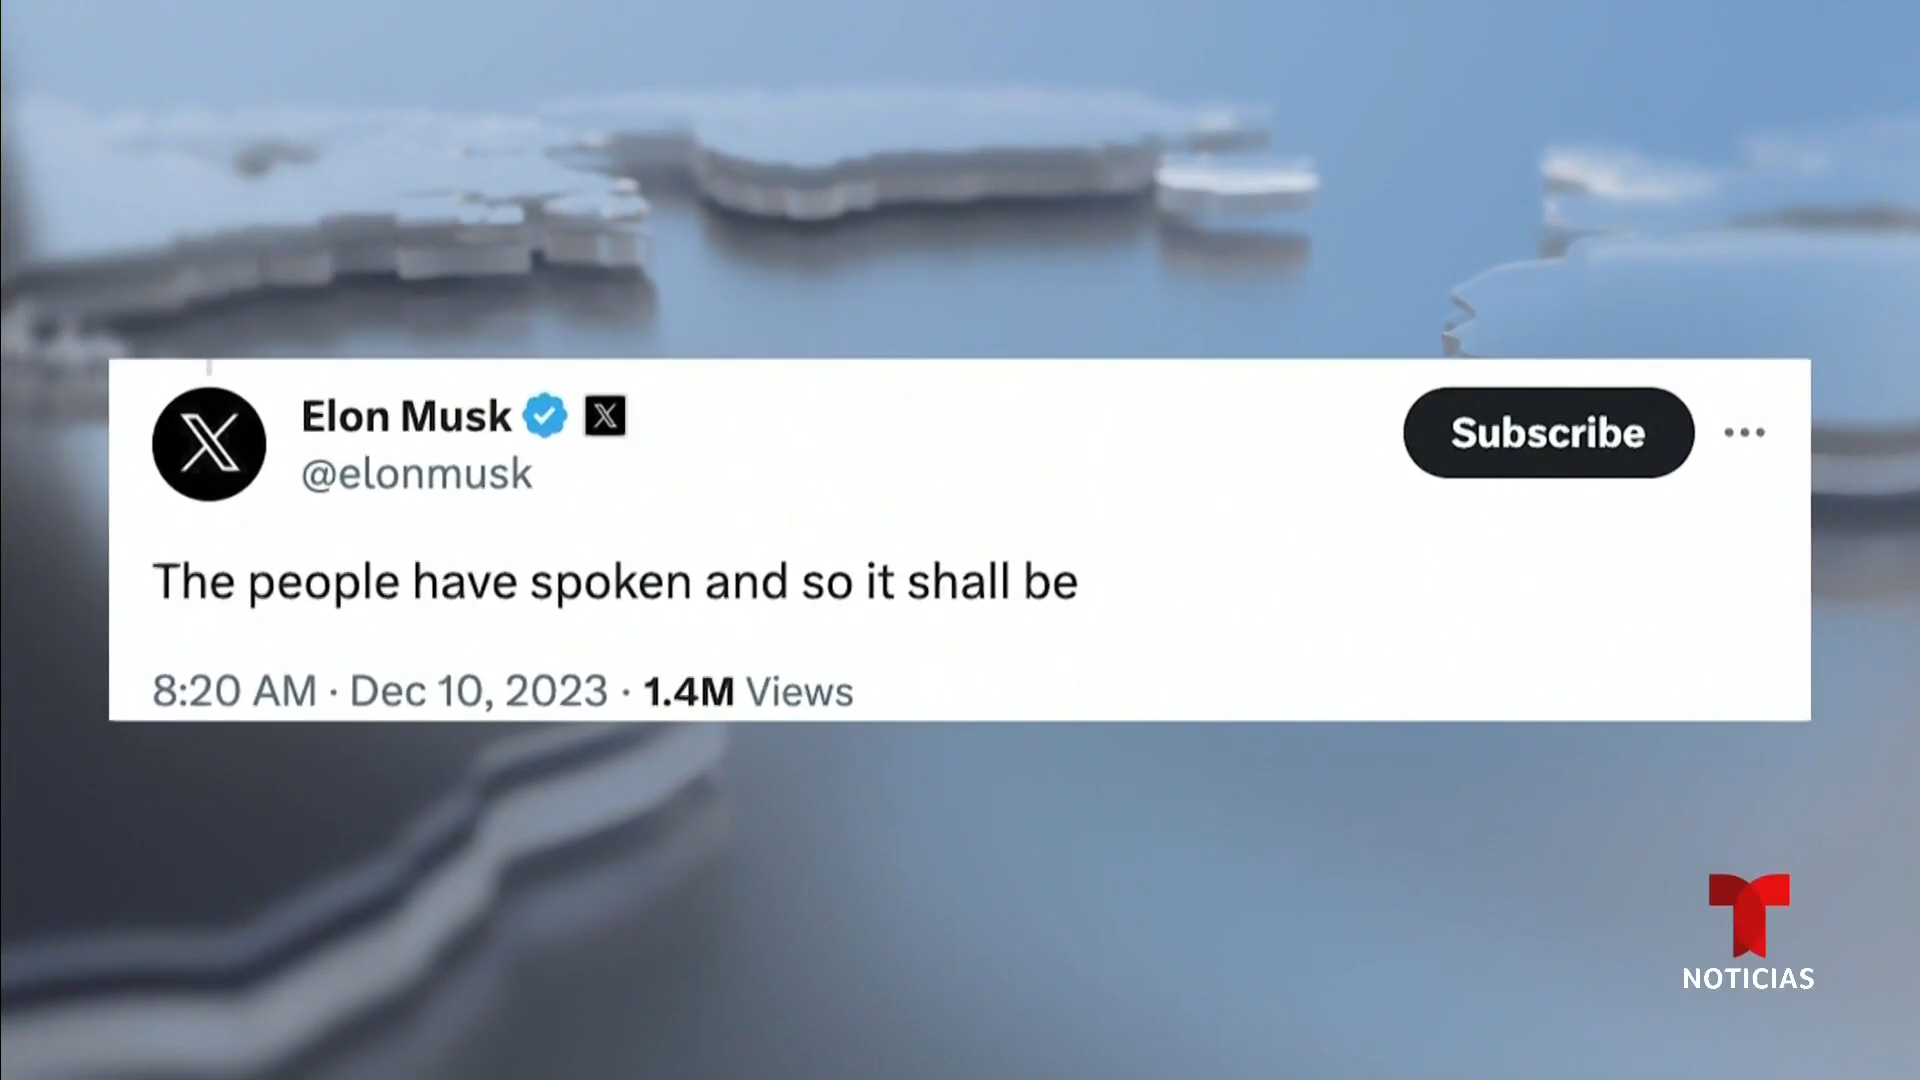 Elon Musk
@elonmusk
Subscribe
The people have spoken and so it shall be
8:20 AM · Dec 10, 2023 · 1.4M Views
NOTICIAS